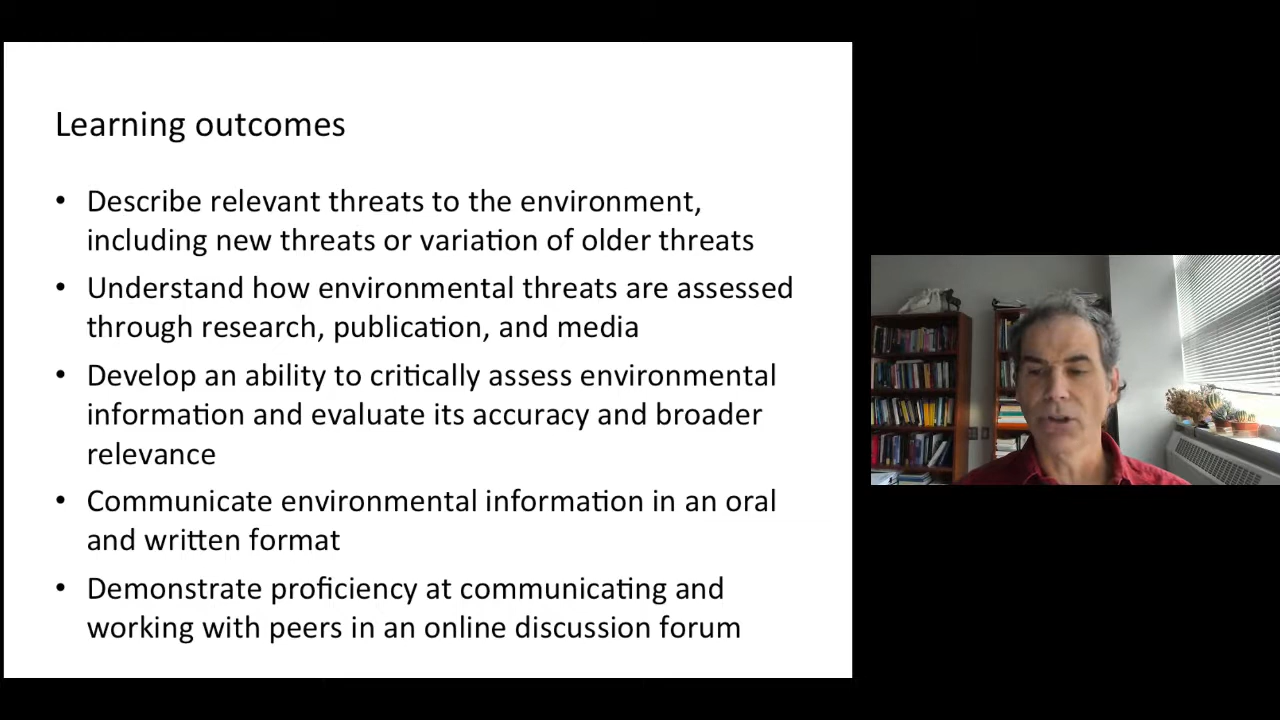 Learning outcomes
• Describe relevant threats to the environment,
including new threats or variation of older threats
• Understand how environmental threats are assessed
through research, publication, and media
• Develop an ability to critically assess environmental
information and evaluate its accuracy and broader
relevance
• Communicate environmental information in an oral
and written format
• Demonstrate proficiency at communicating and
working with peers in an online discussion forum